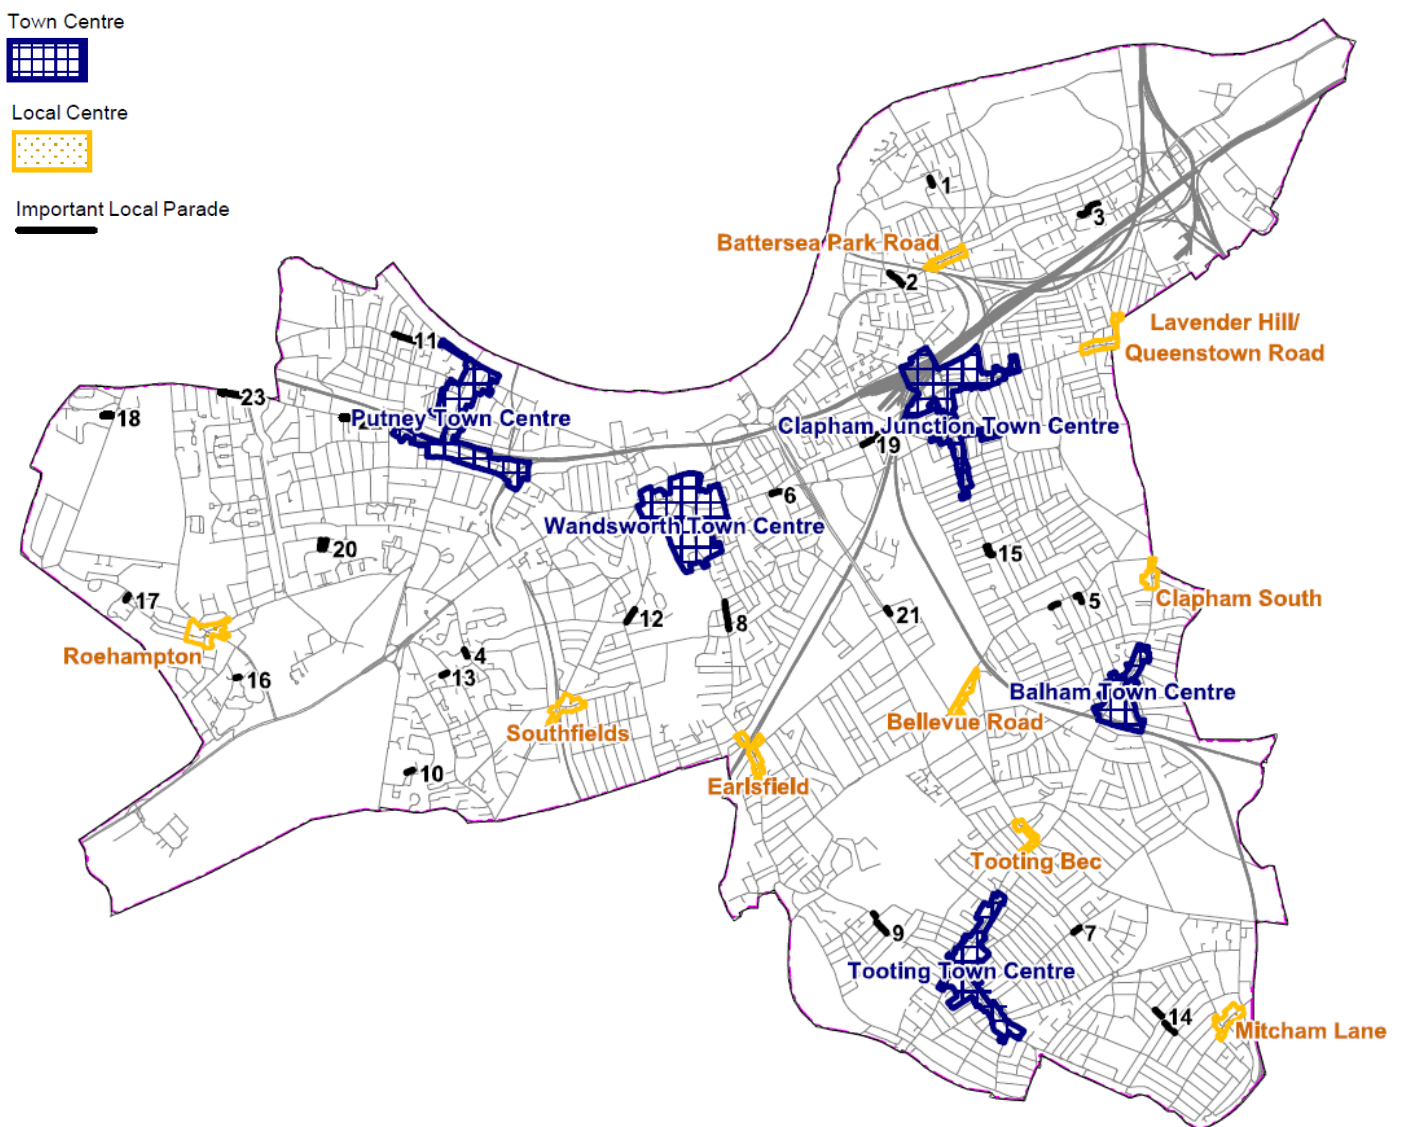 Town Centre
Local Centre
Important Local Parade
1
3
Battersea Park Road
2
Lavender Hill/
Queenstown Road
11
23
18
Putney Town Centre
Clapham Junction Town Centre
19
6
Wandsworth Town Centre
20
15
17
5
Clapham South
12
8
21
Roehampton
4
16
13
Balham Town Centre
Bellevue Road
Southfields
10
Earlsfield
Tooting Bec
9
7
Tooting Town Centre
14
Mitcham Lane